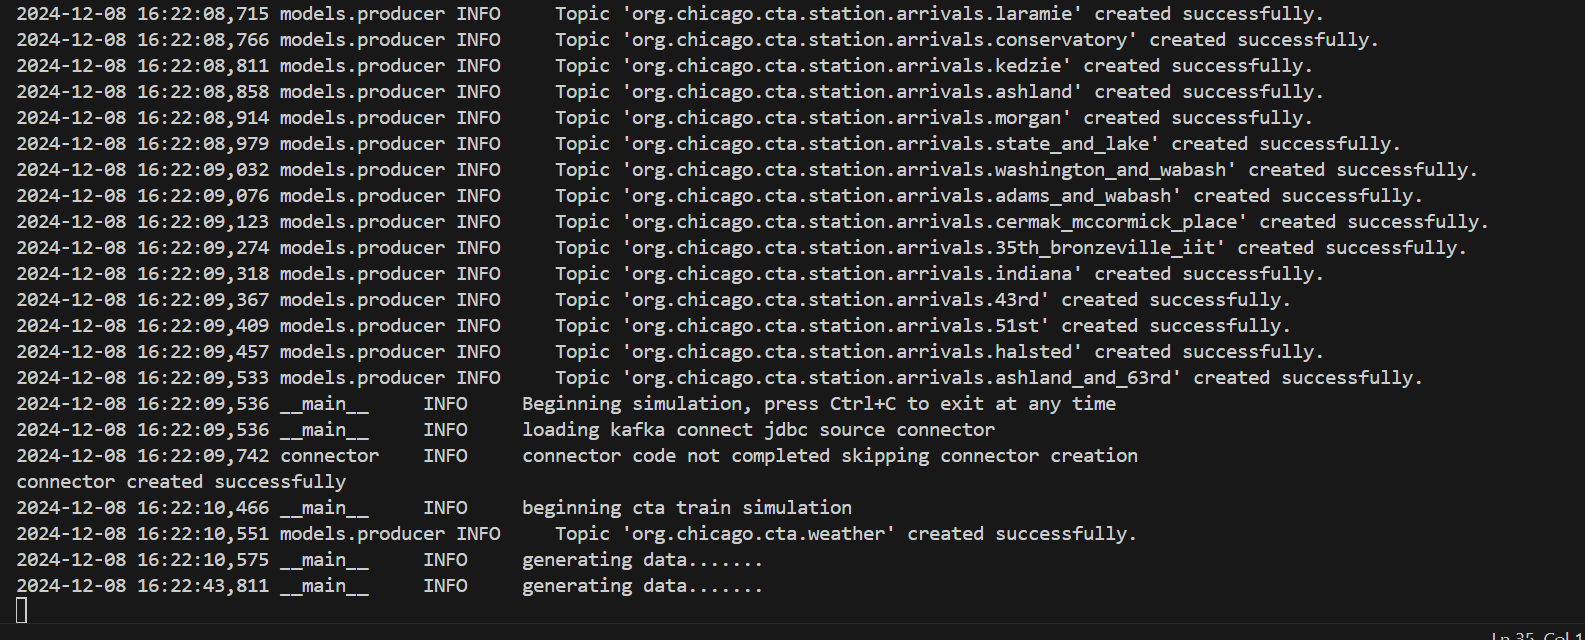 2024-12-08 16:22:08,715 models.producer INFO     Topic 'org.chicago.cta.station.arrivals.laramie' created successfully.
2024-12-08 16:22:08,766 models.producer INFO     Topic 'org.chicago.cta.station.arrivals.conservatory' created successfully.
2024-12-08 16:22:08,811 models.producer INFO     Topic 'org.chicago.cta.station.arrivals.kedzie' created successfully.
2024-12-08 16:22:08,858 models.producer INFO     Topic 'org.chicago.cta.station.arrivals.ashland' created successfully.
2024-12-08 16:22:08,914 models.producer INFO     Topic 'org.chicago.cta.station.arrivals.morgan' created successfully.
2024-12-08 16:22:08,979 models.producer INFO     Topic 'org.chicago.cta.station.arrivals.state_and_lake' created successfully.
2024-12-08 16:22:09,032 models.producer INFO     Topic 'org.chicago.cta.station.arrivals.washington_and_wabash' created successfully.
2024-12-08 16:22:09,076 models.producer INFO     Topic 'org.chicago.cta.station.arrivals.adams_and_wabash' created successfully.
2024-12-08 16:22:09,123 models.producer INFO     Topic 'org.chicago.cta.station.arrivals.cermak_mccormick_place' created successfully.
2024-12-08 16:22:09,274 models.producer INFO     Topic 'org.chicago.cta.station.arrivals.35th_bronzeville_iit' created successfully.
2024-12-08 16:22:09,318 models.producer INFO     Topic 'org.chicago.cta.station.arrivals.indiana' created successfully.
2024-12-08 16:22:09,367 models.producer INFO     Topic 'org.chicago.cta.station.arrivals.43rd' created successfully.
2024-12-08 16:22:09,409 models.producer INFO     Topic 'org.chicago.cta.station.arrivals.51st' created successfully.
2024-12-08 16:22:09,457 models.producer INFO     Topic 'org.chicago.cta.station.arrivals.halsted' created successfully.
2024-12-08 16:22:09,533 models.producer INFO     Topic 'org.chicago.cta.station.arrivals.ashland_and_63rd' created successfully.
2024-12-08 16:22:09,536 __main__     INFO     Beginning simulation, press Ctrl+C to exit at any time
2024-12-08 16:22:09,536 __main__     INFO     loading kafka connect jdbc source connector
2024-12-08 16:22:09,742 connector    INFO     connector code not completed skipping connector creation
connector created successfully
2024-12-08 16:22:10,466 __main__     INFO     beginning cta train simulation
2024-12-08 16:22:10,551 models.producer INFO     Topic 'org.chicago.cta.weather' created successfully.
2024-12-08 16:22:10,575 __main__     INFO     generating data.......
2024-12-08 16:22:43,811 __main__     INFO     generating data.......
Ln 35, Col 1